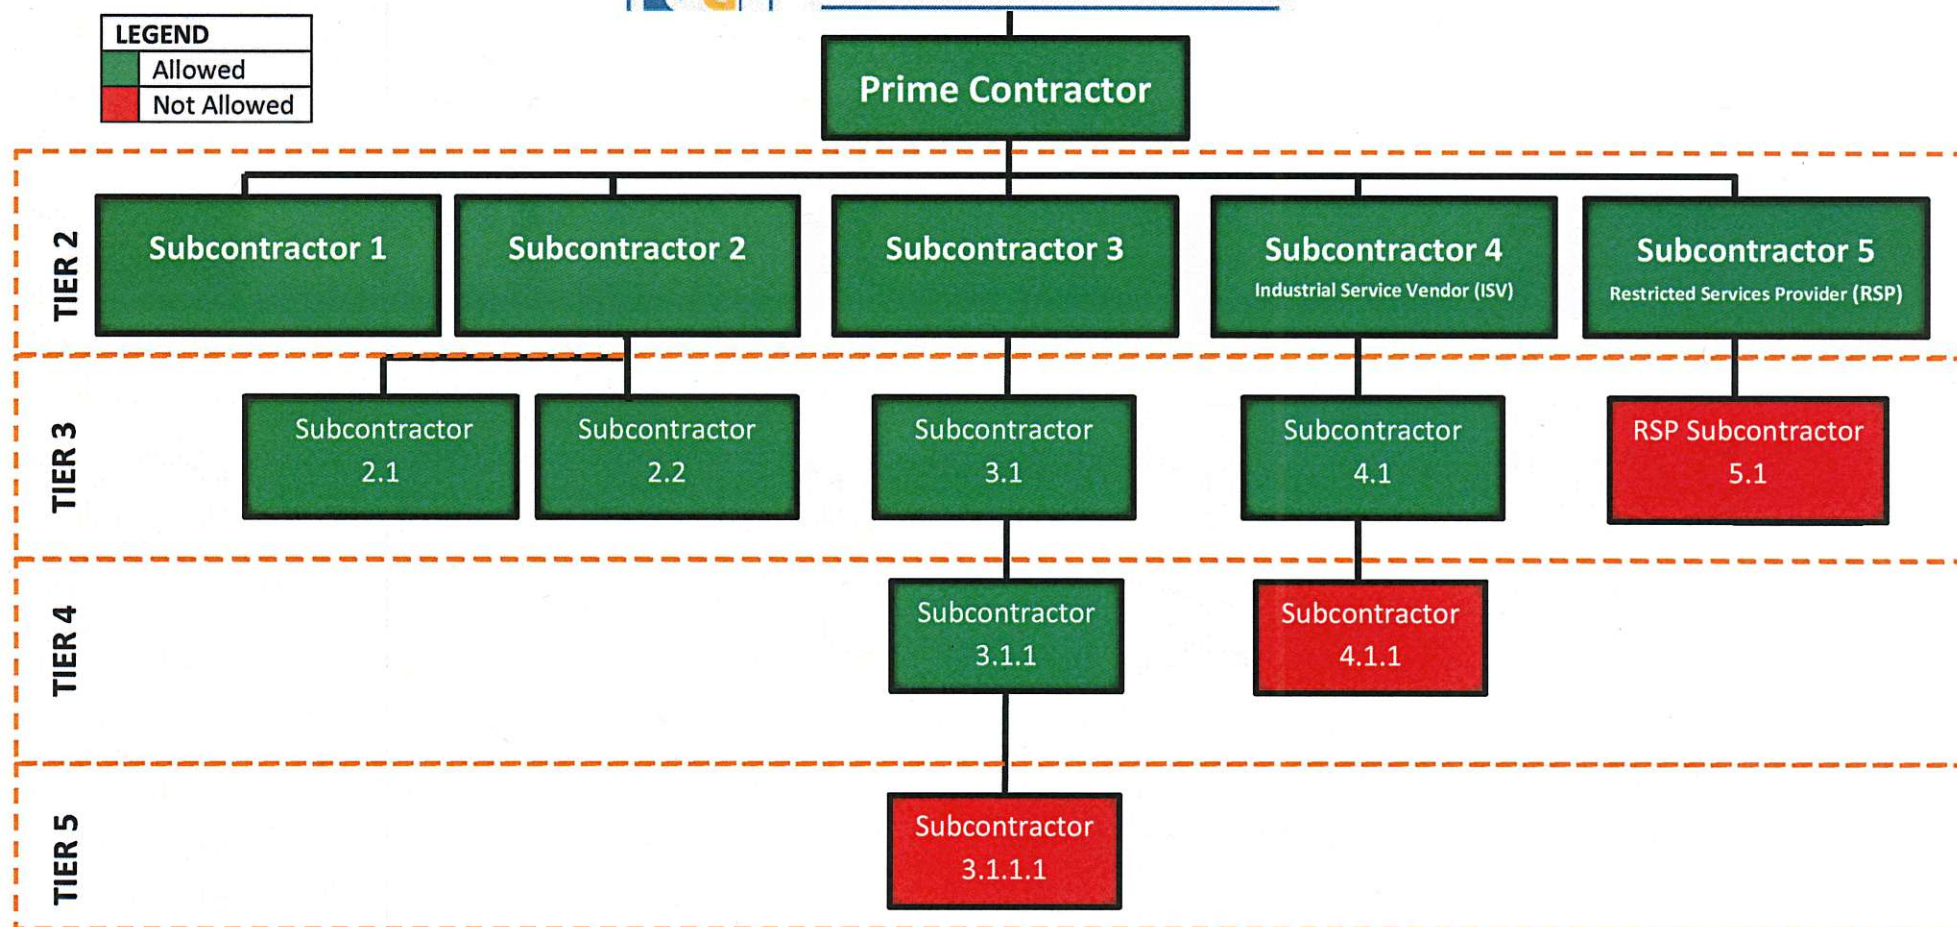 LEGEND
Allowed
Not Allowed
Prime Contractor
TIER 2
Subcontractor 1
Subcontractor 2
Subcontractor 3
Subcontractor 4
Industrial Service Vendor (ISV)
Subcontractor 5
Restricted Services Provider (RSP)
TIER 3
Subcontractor
2.1
Subcontractor
2.2
Subcontractor
3.1
Subcontractor
4.1
RSP Subcontractor
5.1
TIER 4
Subcontractor
3.1.1
Subcontractor
4.1.1
TIER 5
Subcontractor
3.1.1.1